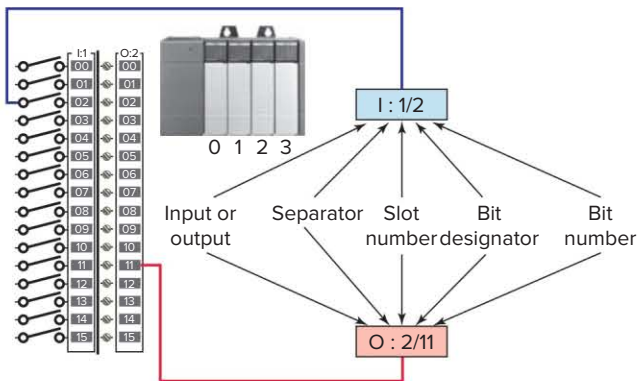 I:1 O:2
00 00
01 01
02 02
03 03
04 04
05 05
06 06
07 07
08 08
09 09
10 10
11 11
12 12
13 13
14 14
15 15
0 1 2 3
I : 1/2
Input or output
Separator
Slot number
Bit designator
Bit number
O : 2/11